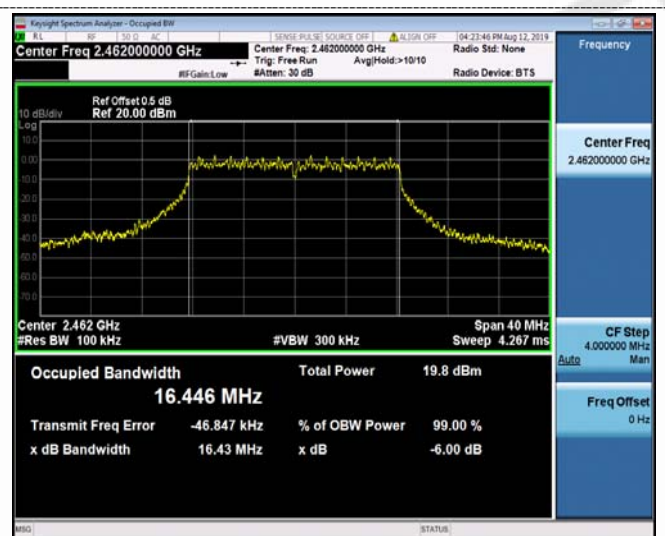 Keysight Spectrum Analyzer - Occupied BW
RL RF 50 Ω AC SENSE:PULSE SOURCE OFF ALIGN OFF 04:23:46 PM Aug 12, 2019
Center Freq 2.462000000 GHz
Center Freq: 2.462000000 GHz
Radio Std: None
Trig: Free Run Avg|Hold:>10/10
#IFGain:Low #Atten: 30 dB Radio Device: BTS
Frequency
Ref Offset 0.5 dB
10 dB/div Ref 20.00 dBm
Log
10.0
0.00
10.0
20.0
30.0
40.0
50.0
60.0
70.0
Center Freq
2.462000000 GHz
Center 2.462 GHz Span 40 MHz
#Res BW 100 kHz #VBW 300 kHz Sweep 4.267 ms
CF Step
4.000000 MHz
Auto Man
Occupied Bandwidth Total Power 19.8 dBm
16.446 MHz
Transmit Freq Error -46.847 kHz % of OBW Power 99.00 %
x dB Bandwidth 16.43 MHz x dB -6.00 dB
Freq Offset
0 Hz
MSG STATUS